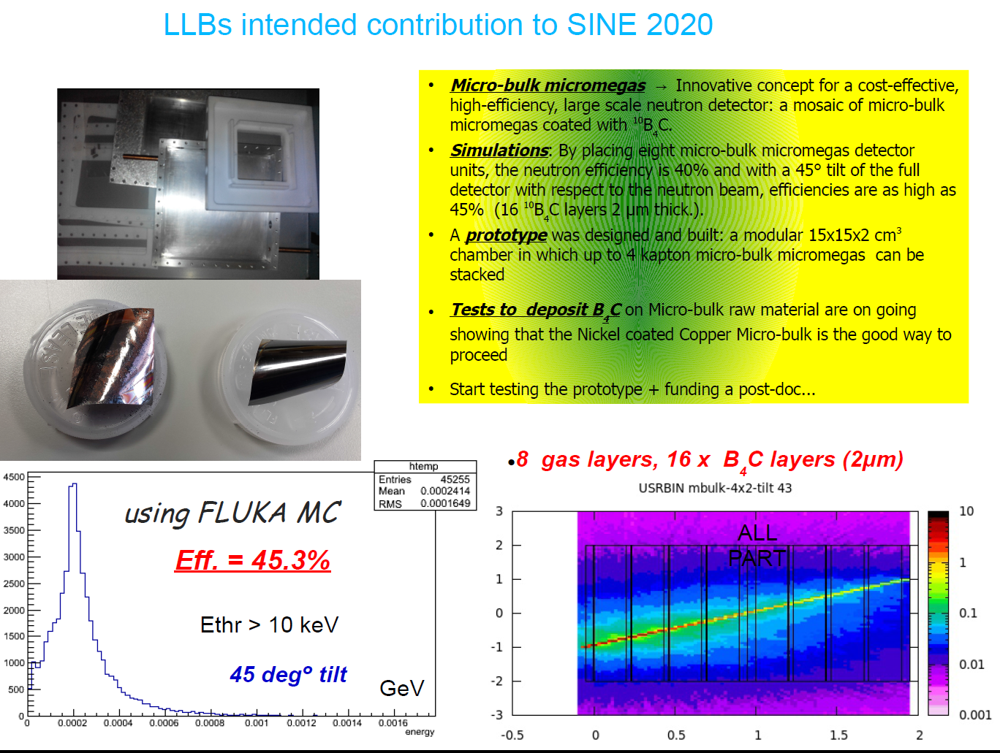 LLBs intended contribution to SINE 2020
• Micro-bulk micromegas → Innovative concept for a cost-effective,
high-efficiency, large scale neutron detector: a mosaic of micro-bulk
micromegas coated with ¹⁰B₄C.
• Simulations: By placing eight micro-bulk micromegas detector
units, the neutron efficiency is 40% and with a 45° tilt of the full
detector with respect to the neutron beam, efficiencies are as high as
45% (16 ¹⁰B₄C layers 2 µm thick.).
• A prototype was designed and built: a modular 15x15x2 cm³
chamber in which up to 4 kapton micro-bulk micromegas can be
stacked
• Tests to deposit B₄C on Micro-bulk raw material are on going
showing that the Nickel coated Copper Micro-bulk is the good way to
proceed
• Start testing the prototype + funding a post-doc...
htemp
Entries 45255
Mean 0.0002414
RMS 0.0001649
using FLUKA MC
Eff. = 45.3%
Ethr > 10 keV
45 degº tilt
GeV
4500
4000
3500
3000
2500
2000
1500
1000
500
0
0 0.0002 0.0004 0.0006 0.0008 0.001 0.0012 0.0014 0.0016
energy
•8 gas layers, 16 x B₄C layers (2µm)
USRBIN mbulk-4x2-tilt 43
ALL
PART
3
2
1
0
-1
-2
-3
-0.5 0 0.5 1 1.5 2
10
1
0.1
0.01
0.001